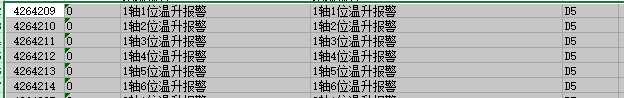 4264209 0 1轴1位温升报警 1轴1位温升报警 D5
4264210 0 1轴2位温升报警 1轴2位温升报警 D5
4264211 0 1轴3位温升报警 1轴3位温升报警 D5
4264212 0 1轴4位温升报警 1轴4位温升报警 D5
4264213 0 1轴5位温升报警 1轴5位温升报警 D5
4264214 0 1轴6位温升报警 1轴6位温升报警 D5